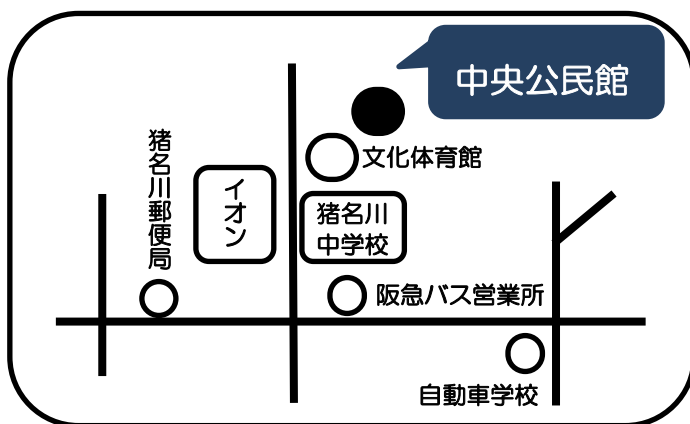 中央公民館
文化体育館
猪名川郵便局
イオン
猪名川
中学校
阪急バス営業所
自動車学校